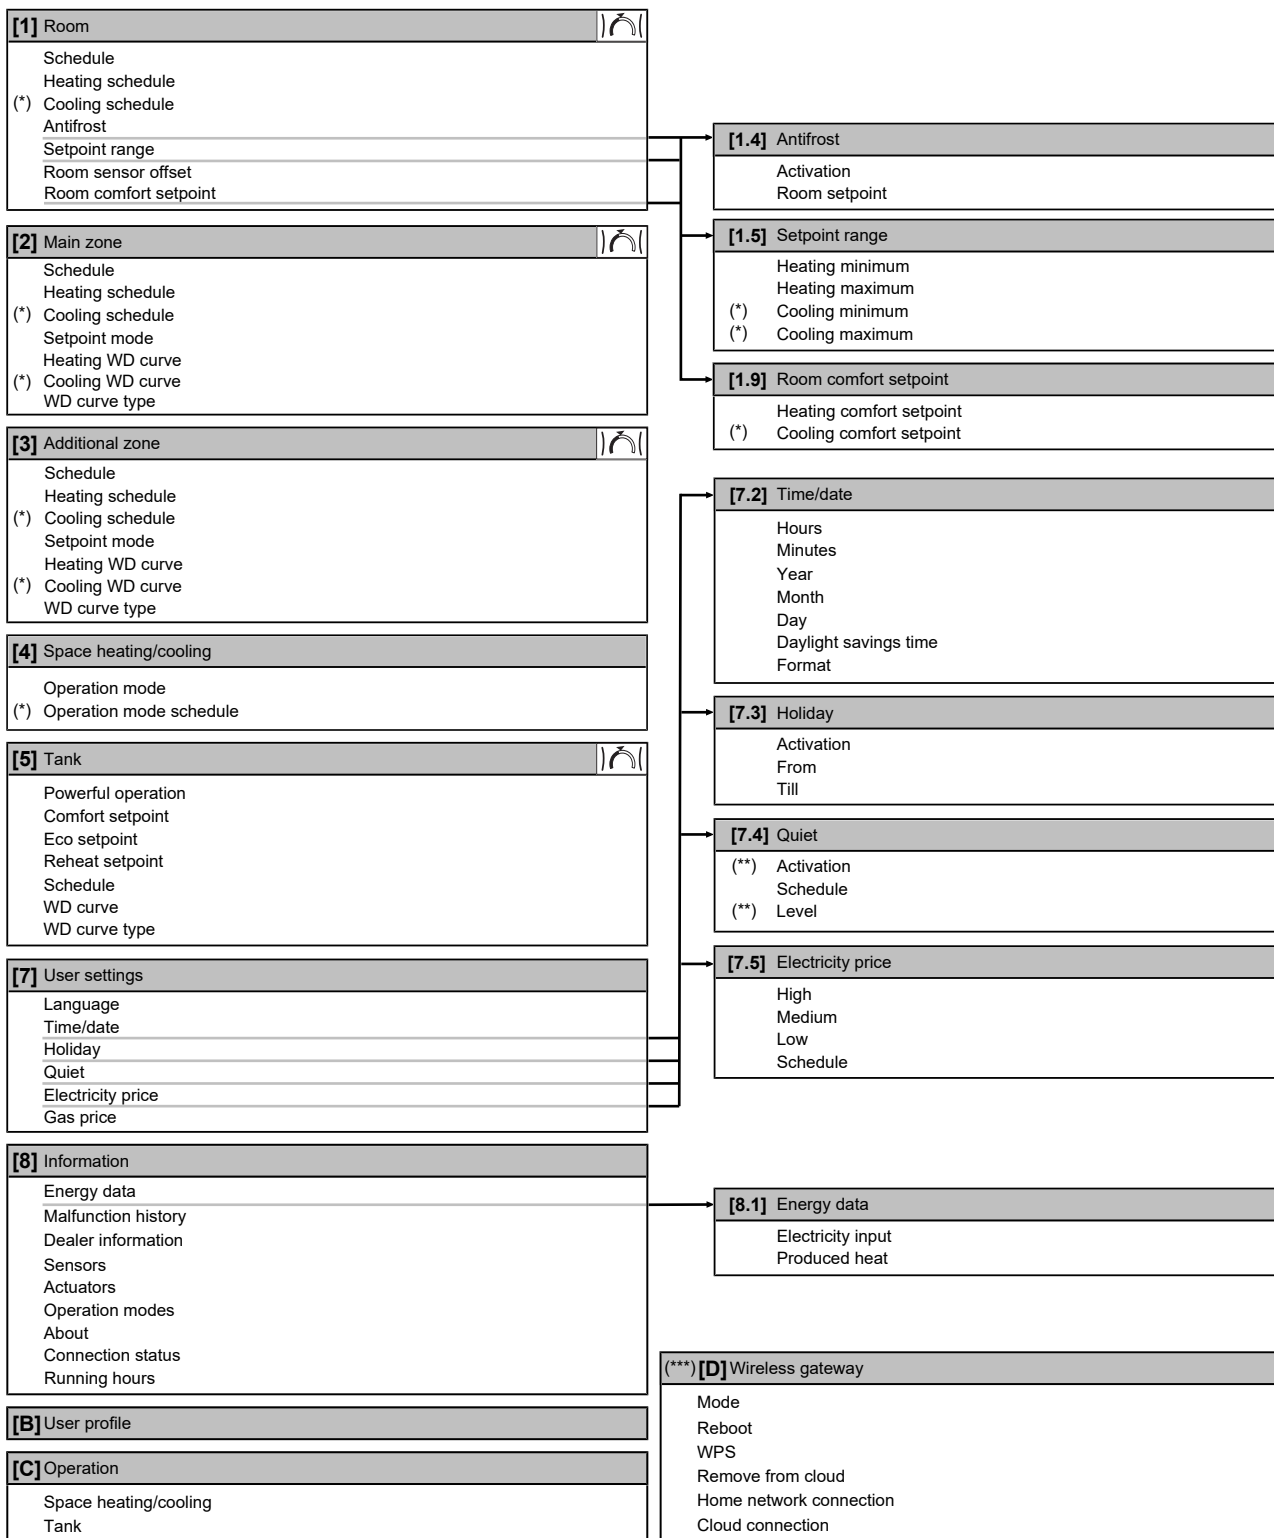 [1] Room
Schedule
Heating schedule
(*) Cooling schedule
Antifrost
Setpoint range
Room sensor offset
Room comfort setpoint
[2] Main zone
Schedule
Heating schedule
(*) Cooling schedule
Setpoint mode
Heating WD curve
(*) Cooling WD curve
WD curve type
[3] Additional zone
Schedule
Heating schedule
(*) Cooling schedule
Setpoint mode
Heating WD curve
(*) Cooling WD curve
WD curve type
[4] Space heating/cooling
Operation mode
(*) Operation mode schedule
[5] Tank
Powerful operation
Comfort setpoint
Eco setpoint
Reheat setpoint
Schedule
WD curve
WD curve type
[7] User settings
Language
Time/date
Holiday
Quiet
Electricity price
Gas price
[8] Information
Energy data
Malfunction history
Dealer information
Sensors
Actuators
Operation modes
About
Connection status
Running hours
[B] User profile
[C] Operation
Space heating/cooling
Tank
[1.4] Antifrost
Activation
Room setpoint
[1.5] Setpoint range
Heating minimum
Heating maximum
(*) Cooling minimum
(*) Cooling maximum
[1.9] Room comfort setpoint
Heating comfort setpoint
(*) Cooling comfort setpoint
[7.2] Time/date
Hours
Minutes
Year
Month
Day
Daylight savings time
Format
[7.3] Holiday
Activation
From
Till
[7.4] Quiet
(**) Activation
Schedule
(**) Level
[7.5] Electricity price
High
Medium
Low
Schedule
[8.1] Energy data
Electricity input
Produced heat
(***) [D] Wireless gateway
Mode
Reboot
WPS
Remove from cloud
Home network connection
Cloud connection